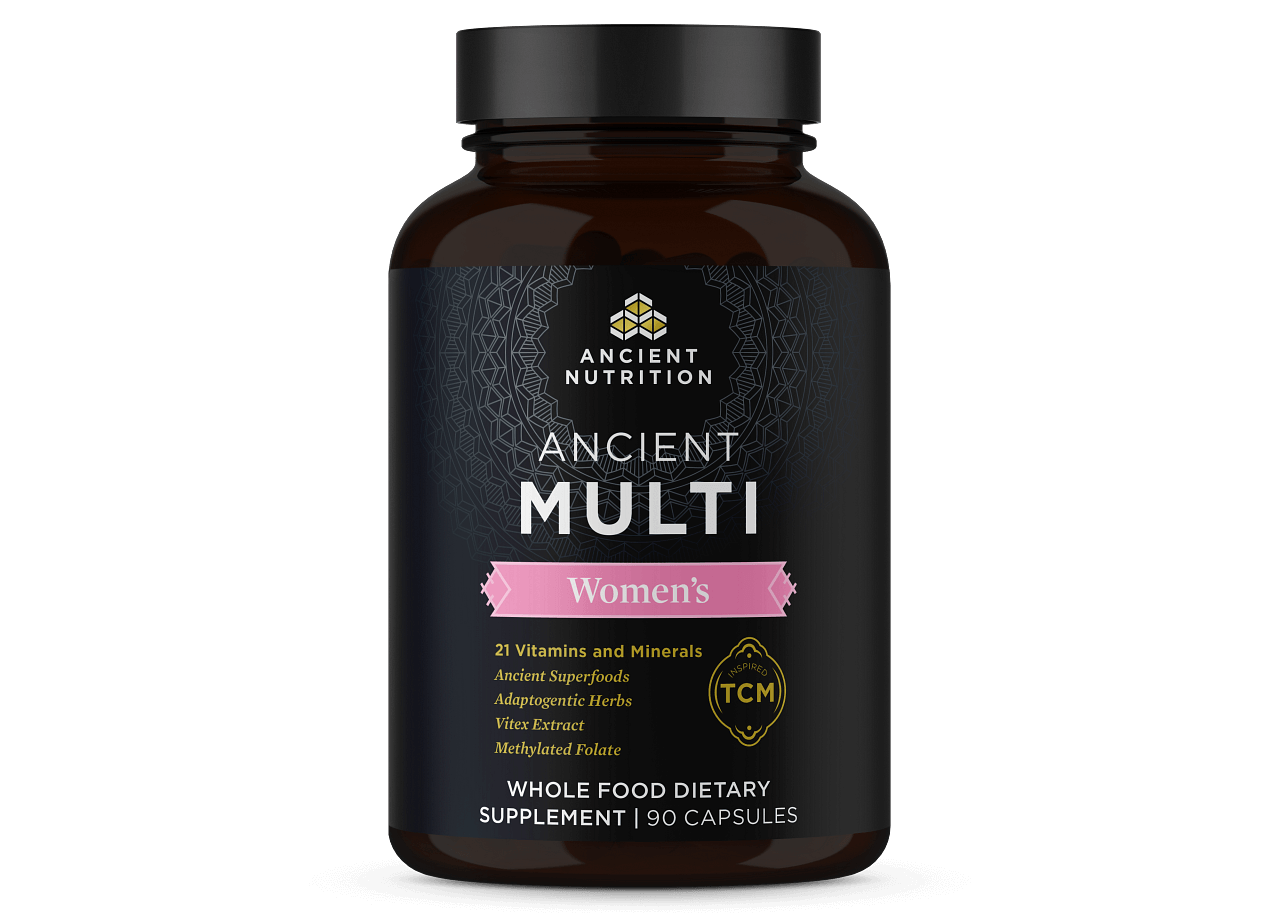 ANCIENT
NUTRITION
ANCIENT
MULTI
Women's
21 Vitamins and Minerals
Ancient Superfoods
Adaptogentic Herbs
Vitex Extract
Methylated Folate
INSPIRED
TCM
WHOLE FOOD DIETARY
SUPPLEMENT | 90 CAPSULES